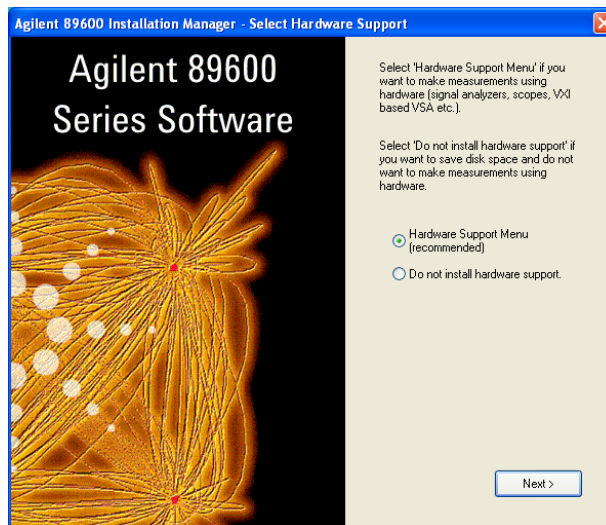 Agilent 89600 Installation Manager - Select Hardware Support
Agilent 89600
Series Software
Select 'Hardware Support Menu' if you
want to make measurements using
hardware (signal analyzers, scopes, VXI
based VSA etc.).
Select 'Do not install hardware support' if
you want to save disk space and do not
want to make measurements using
hardware.
Hardware Support Menu
(recommended)
Do not install hardware support.
Next >